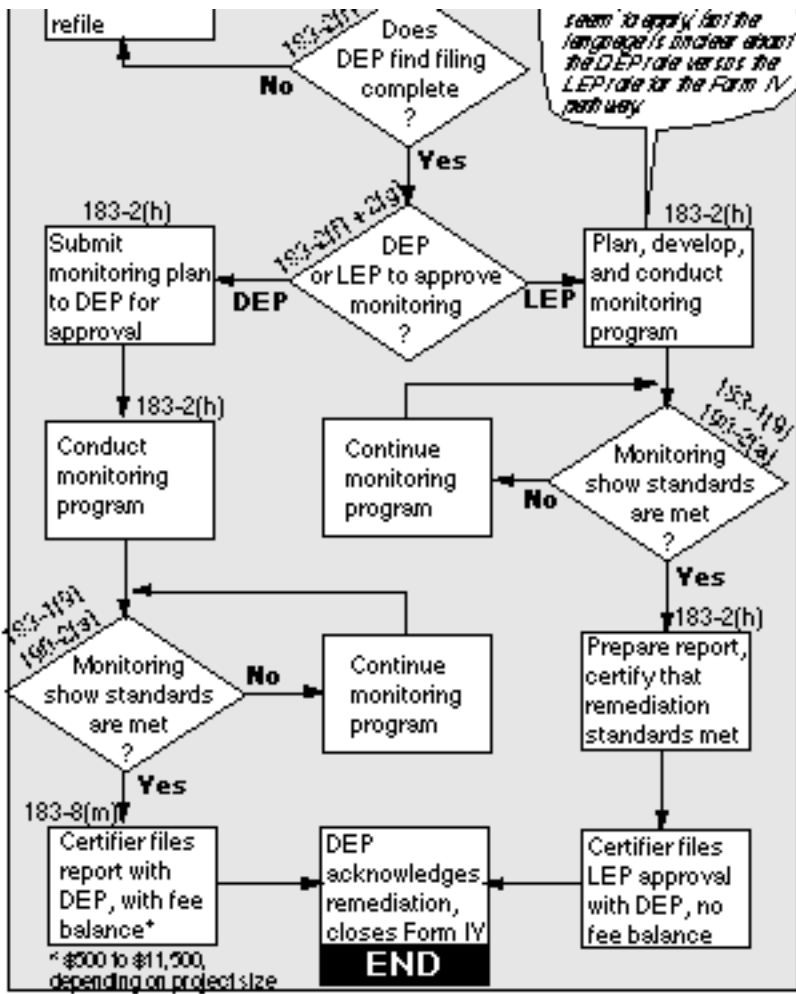 refile
183-2(f)
Does
DEP find filing
complete
?
No
Yes
seem to apply, but the
language is unclear about
the DEP role versus the
LEP role for the Form IV
pathway.
183-2(h)
Submit
monitoring plan
to DEP for
approval
183-2(f) +2(g)
DEP
or LEP to approve
monitoring
?
DEP
LEP
183-2(h)
Plan, develop,
and conduct
monitoring
program
183-2(h)
Conduct
monitoring
program
Continue
monitoring
program
Monitoring
show standards
are met
?
No
Yes
Monitoring
show standards
are met
?
No
Yes
Continue
monitoring
program
183-2(h)
Prepare report,
certify that
remediation
standards met
183-8(m)
Certifier files
report with
DEP, with fee
balance*
* $500 to $11,500,
depending on project size
DEP
acknowledges
remediation,
closes Form IV
END
Certifier files
LEP approval
with DEP, no
fee balance